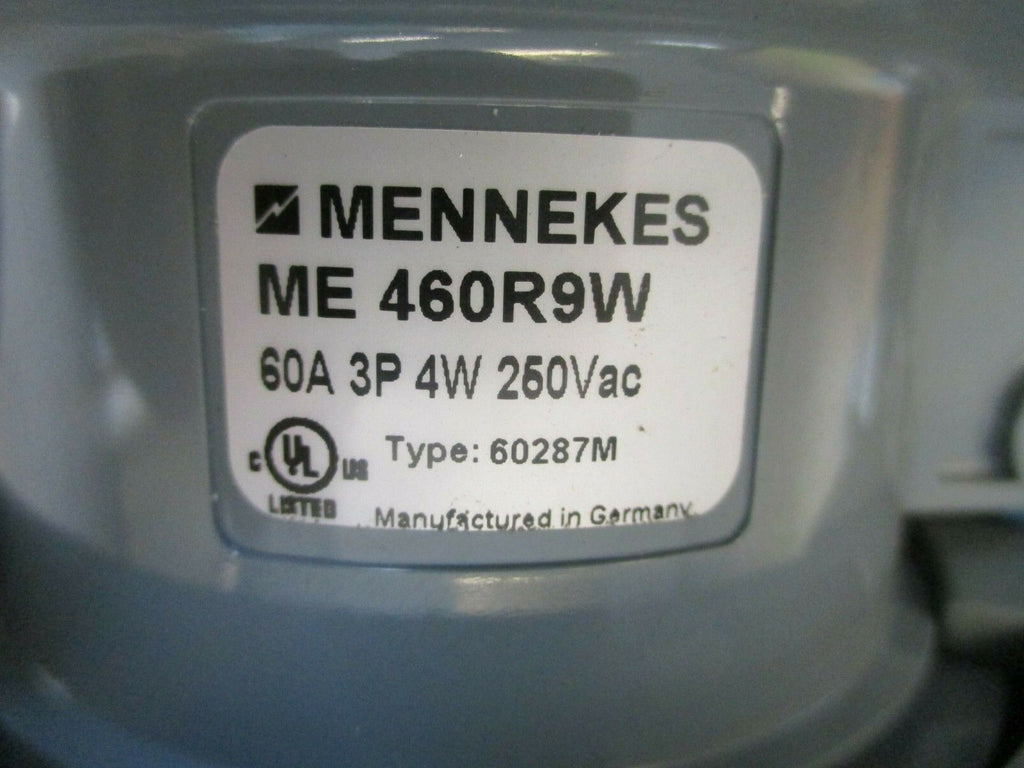 MENNEKES
ME 460R9W
60A 3P 4W 250Vac
C UL US
LISTED
Type: 60287M
Manufactured in Germany